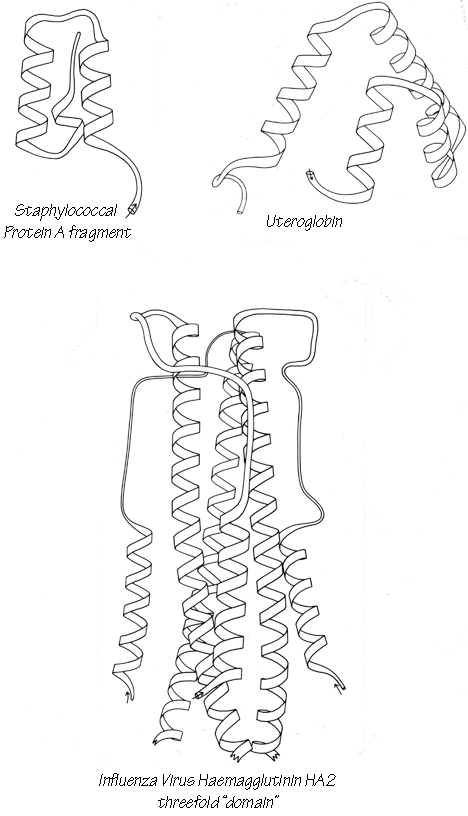 Staphylococcal
Protein A fragment
Uteroglobin
Influenza Virus Haemagglutinin HA2
threefold "domain"